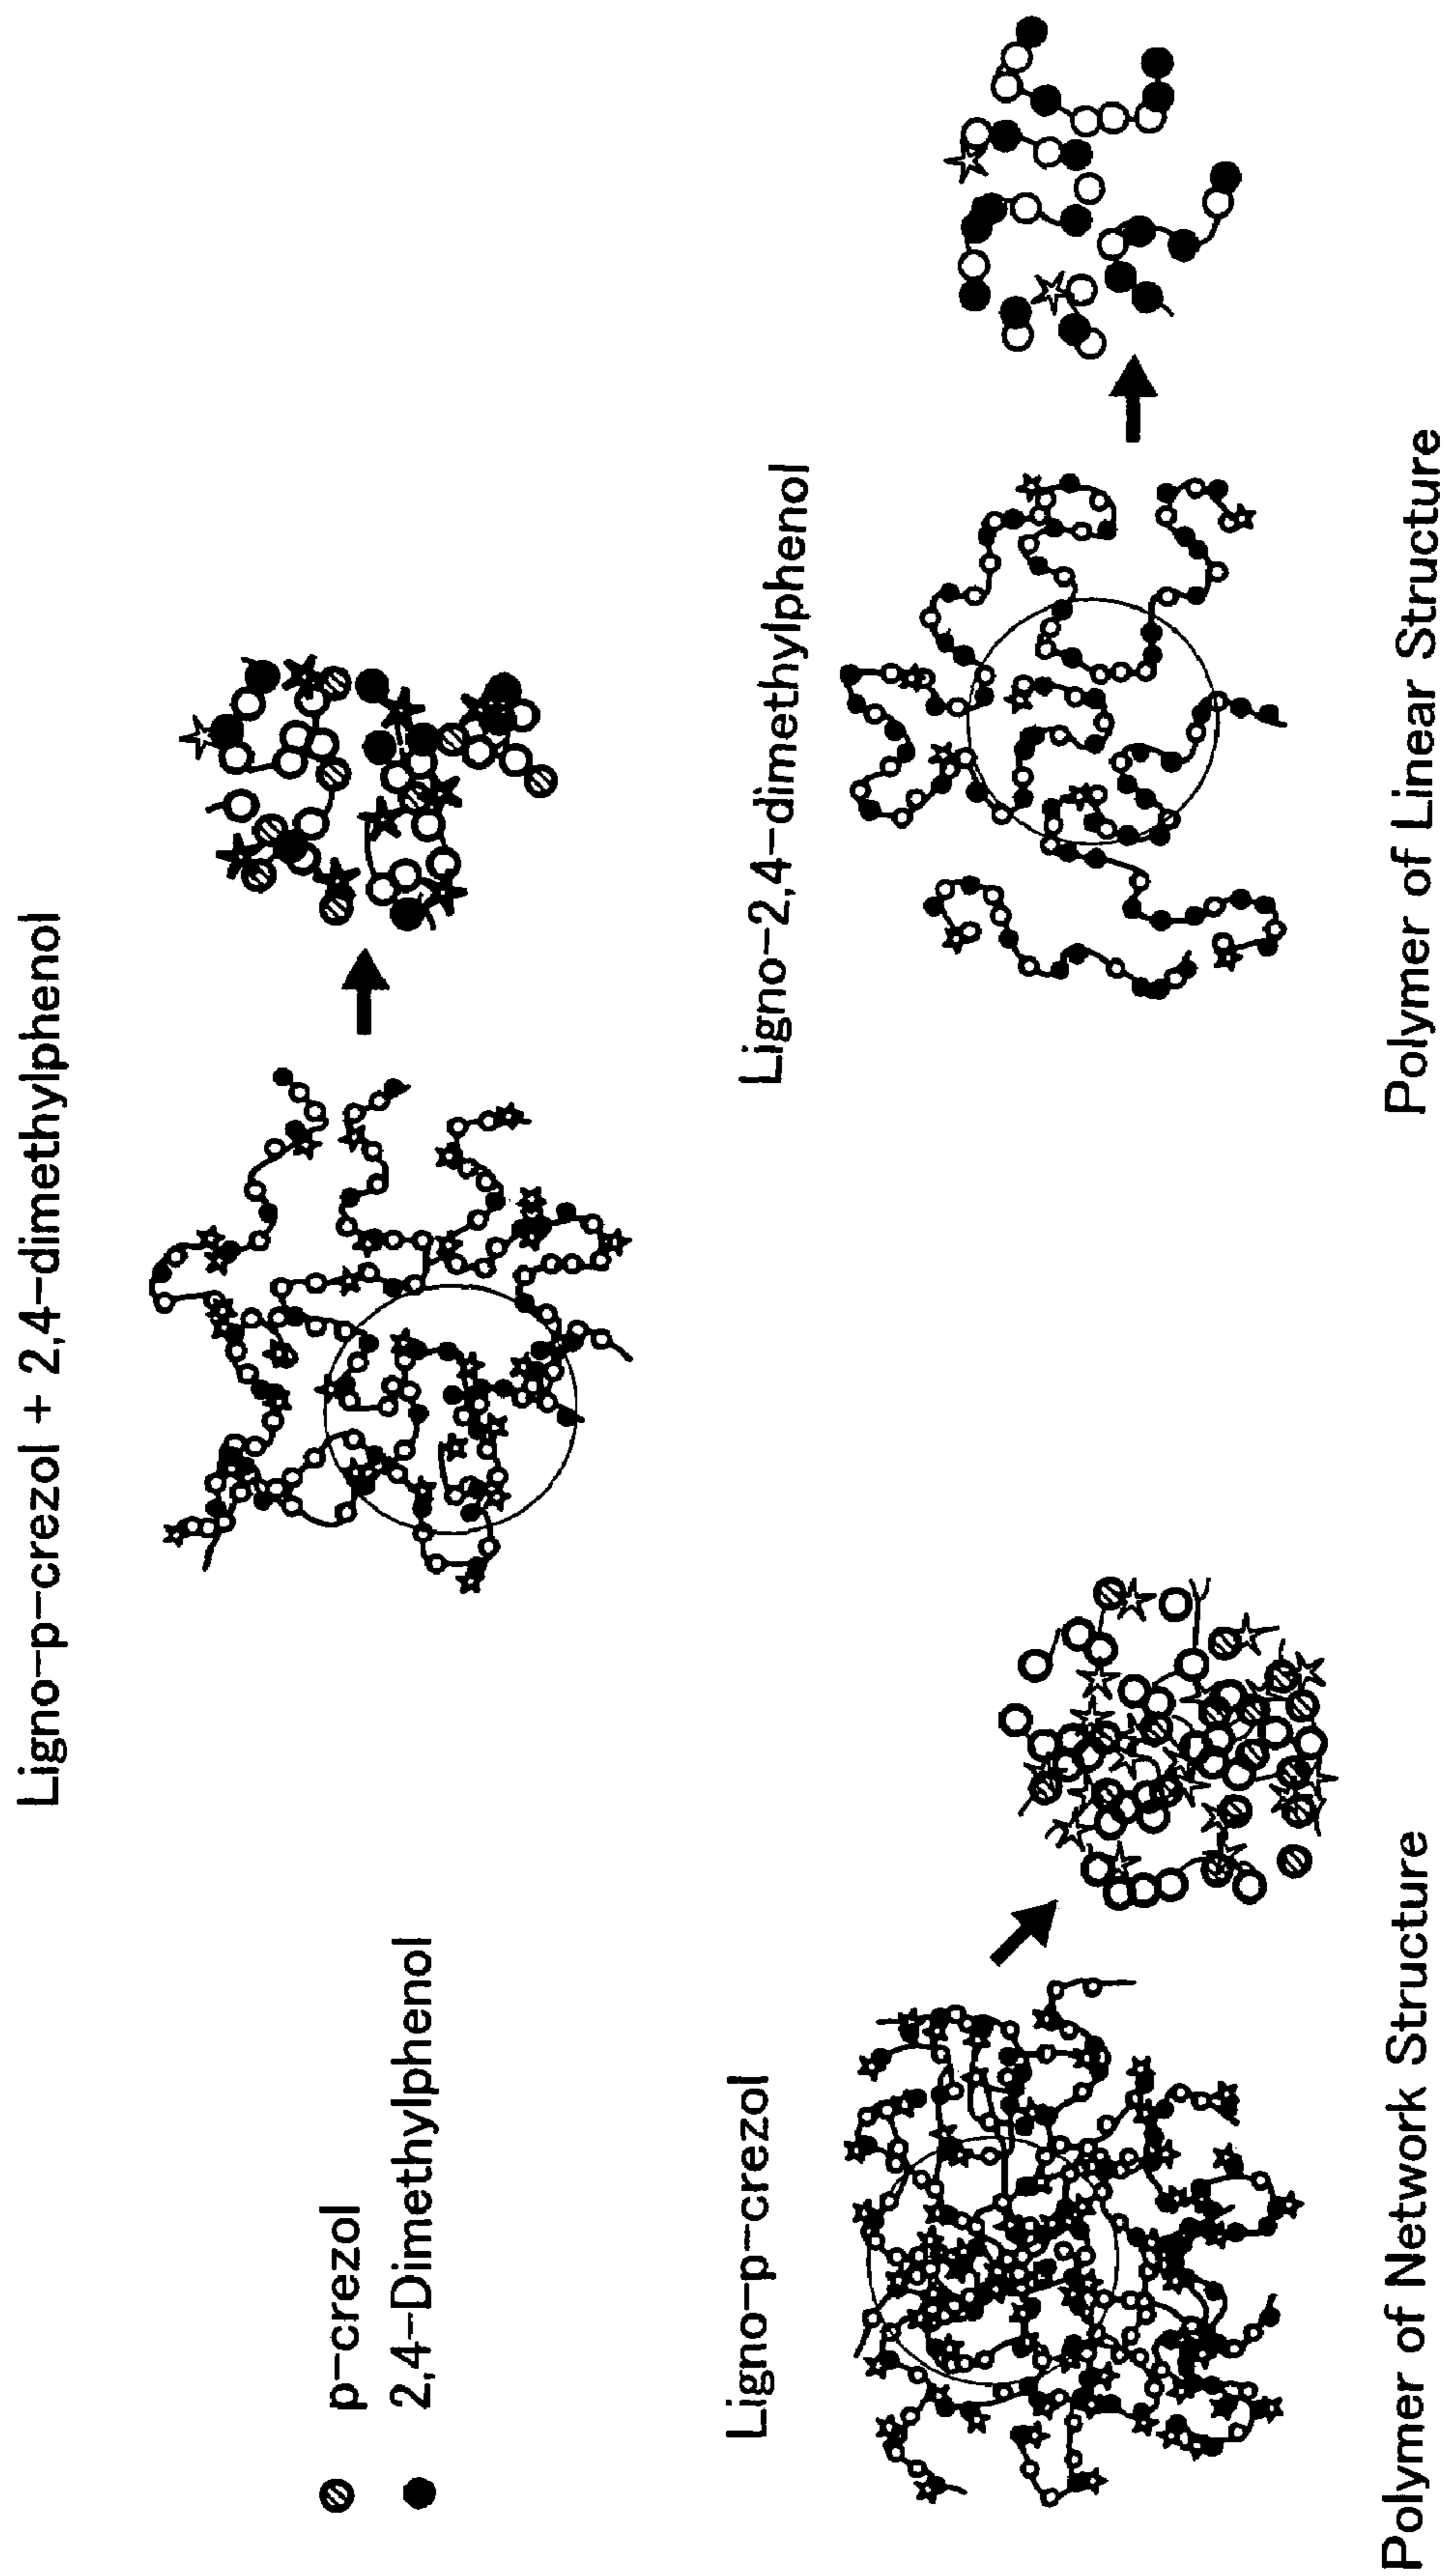 Ligno-p-crezol + 2,4-dimethylphenol
p-crezol
2,4-Dimethylphenol
Ligno-p-crezol
Ligno-2,4-dimethylphenol
Polymer of Network Structure
Polymer of Linear Structure